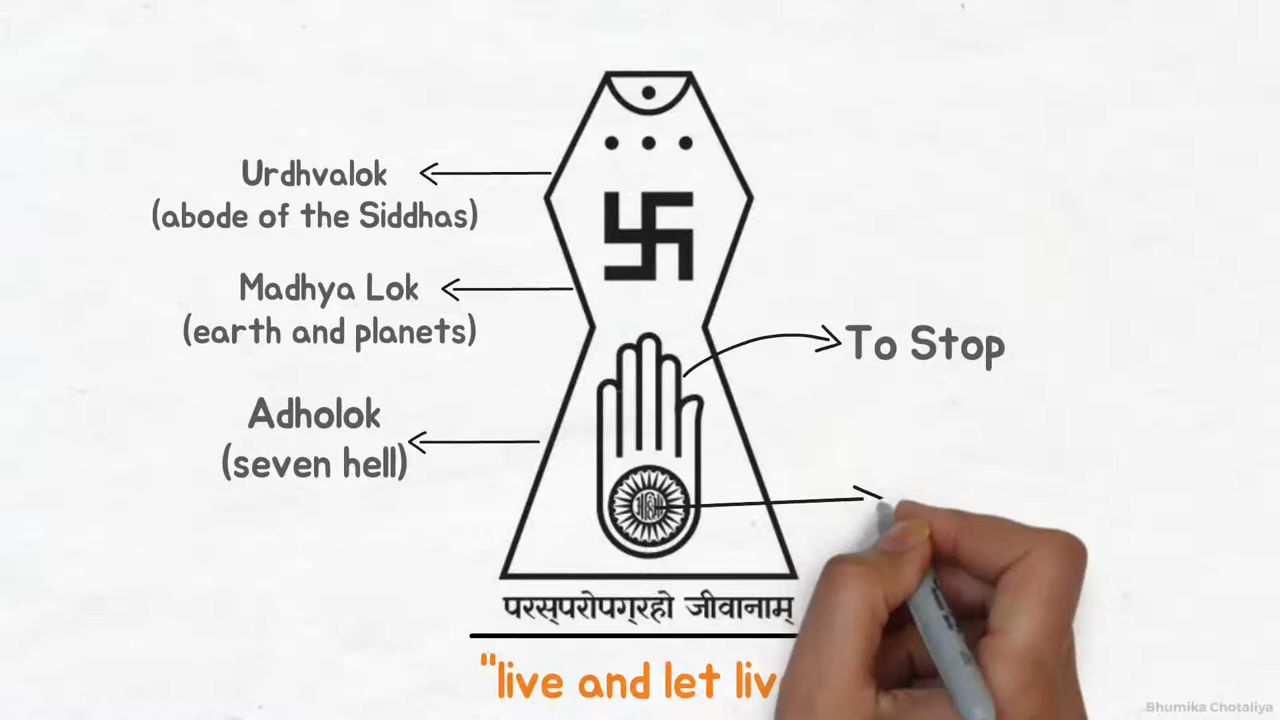 Urdhvalok
(abode of the Siddhas)
Madhya Lok
(earth and planets)
Adholok
(seven hell)
To Stop
परस्परोपग्रहो जीवानाम्
"live and let liv
Bhumika Chotaliya